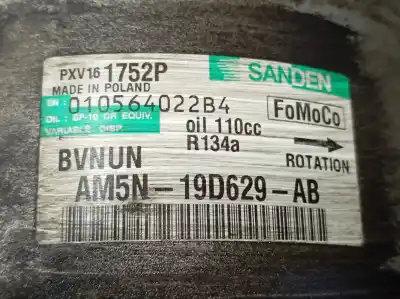 PXV16 1752P SANDEN
MADE IN POLAND
SN: 010564022B4 FoMoCo
OIL : SP-10 OR EQUIV. oil 110cc
VARIABLE DISP. R134a
BVNUN ROTATION
AM5N-19D629-AB